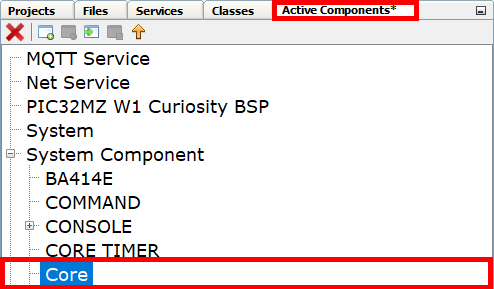 Projects Files Services Classes Active Components*
MQTT Service
Net Service
PIC32MZ W1 Curiosity BSP
System
System Component
BA414E
COMMAND
CONSOLE
CORE TIMER
Core